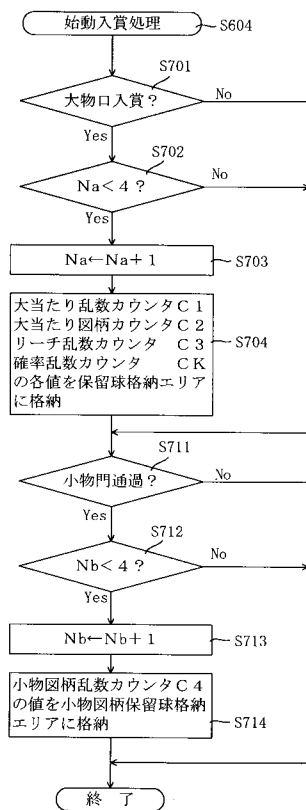 始動入賞処理
S604
S701
大物口入賞？
No
Yes
S702
Na＜4？
No
Yes
Na←Na＋1
S703
大当たり乱数カウンタC1
大当たり図柄カウンタC2
リーチ乱数カウンタ　C3
確率乱数カウンタ　　CK
の各値を保留球格納エリア
に格納
S704
S711
小物門通過？
No
Yes
S712
Nb＜4？
No
Yes
Nb←Nb＋1
S713
小物図柄乱数カウンタC4
の値を小物図柄保留球格納
エリアに格納
S714
終　了